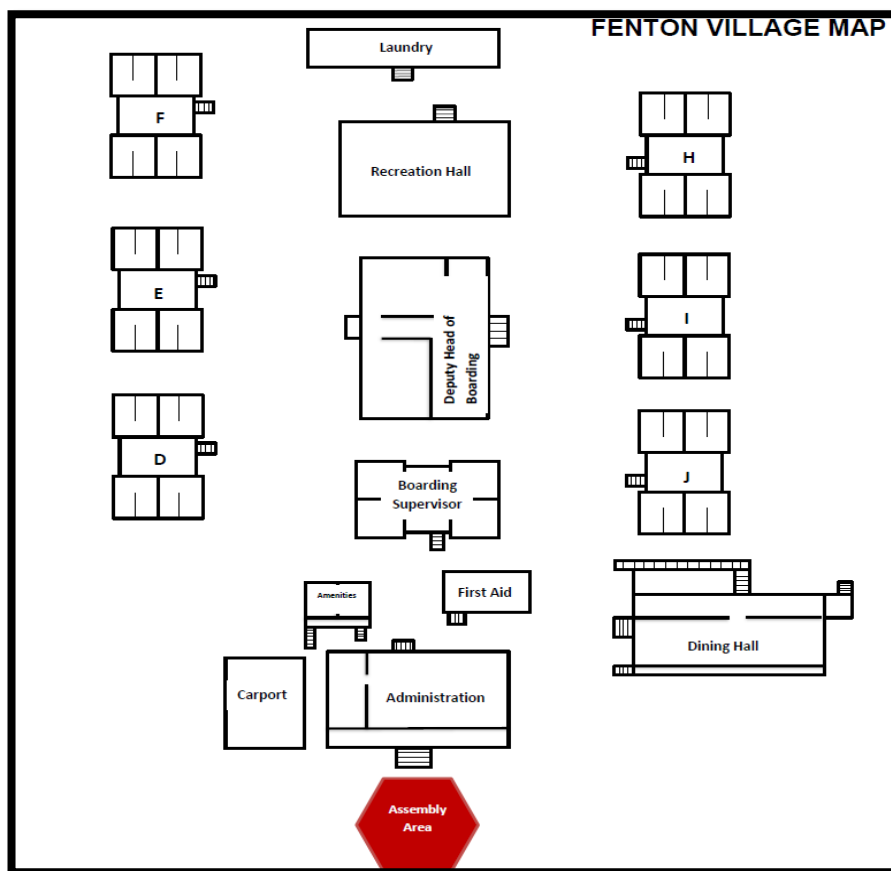 FENTON VILLAGE MAP
Laundry
F
H
Recreation Hall
E
I
Deputy Head of
Boarding
D
J
Boarding
Supervisor
Amenities
First Aid
Dining Hall
Carport
Administration
Assembly
Area